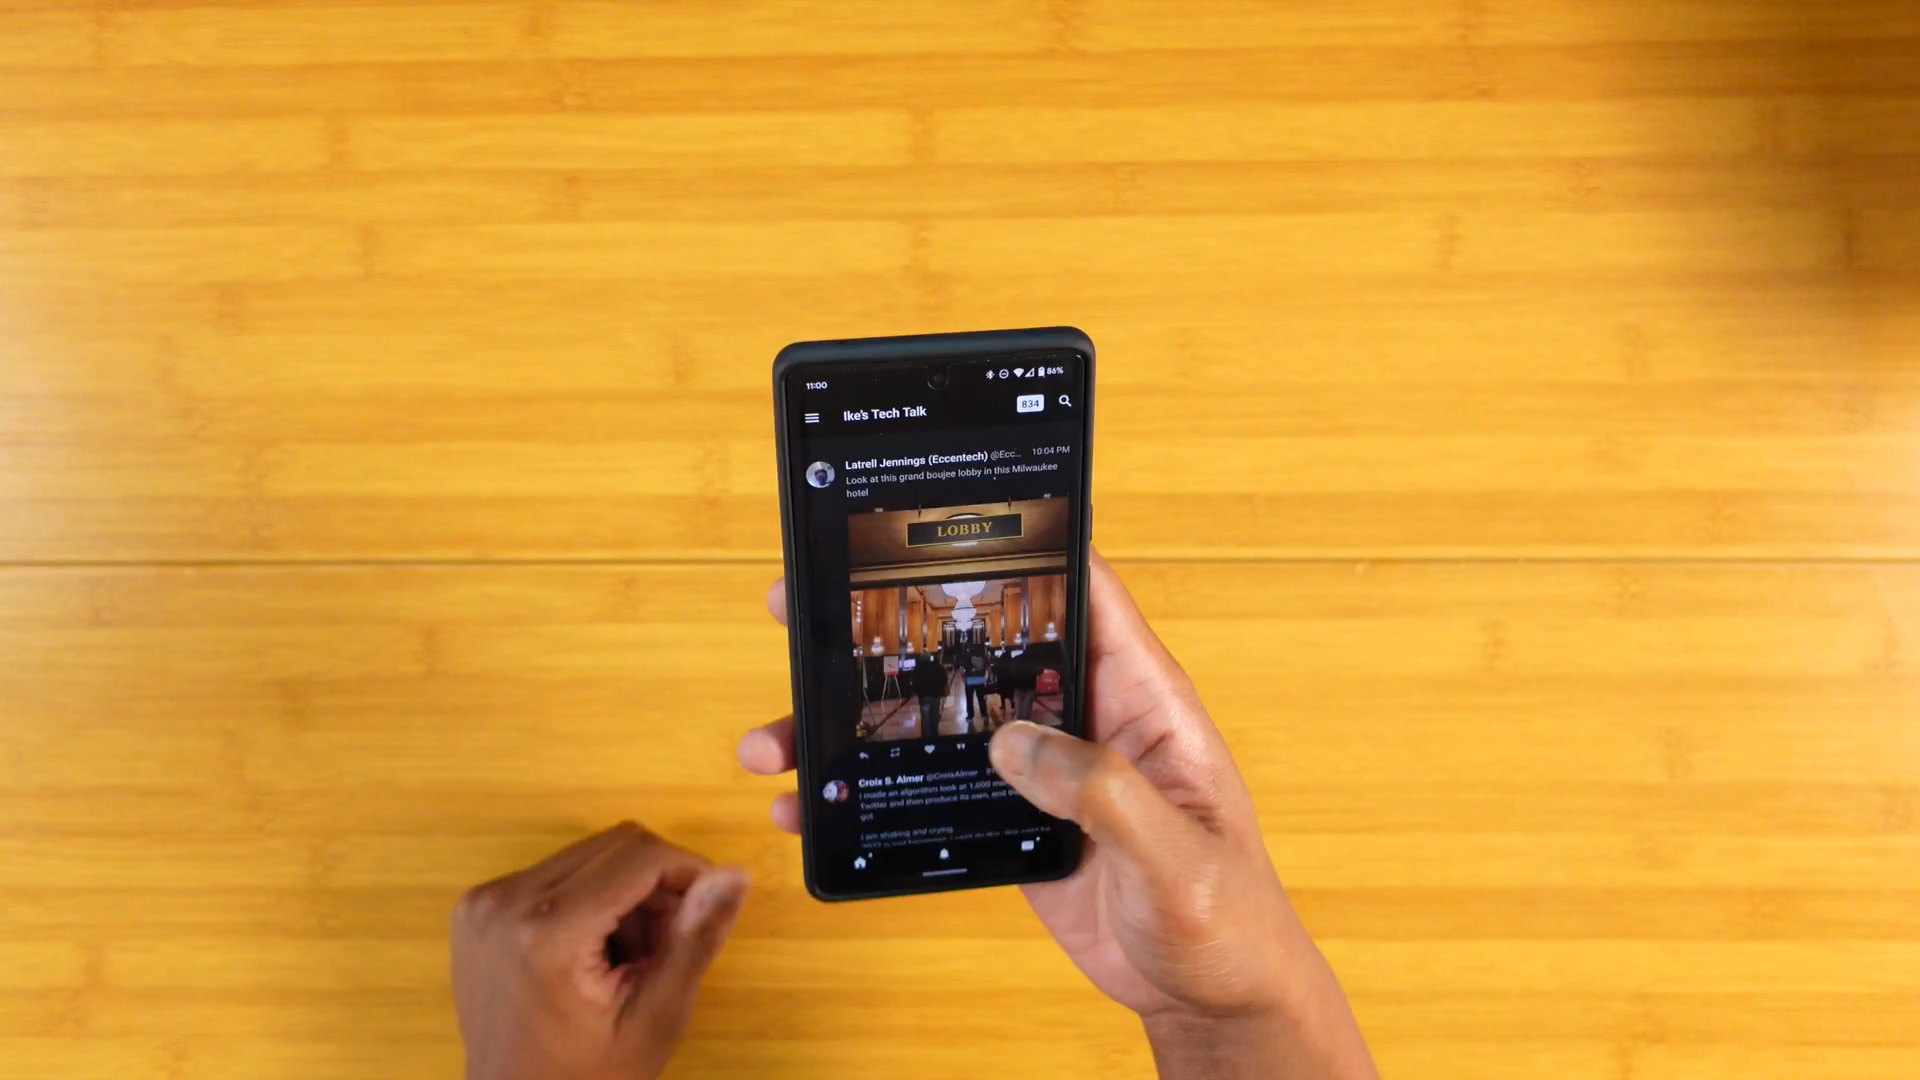 11:00
86%
Ike's Tech Talk
834
Latrell Jennings (Eccentech) @Ecc... 10:04 PM
Look at this grand boujee lobby in this Milwaukee
hotel
LOBBY
Croix S. Almer @CroixAlmer
i made an algorithm look at 1,000
Twitter and then produce its own, and
got
i am shaking and crying